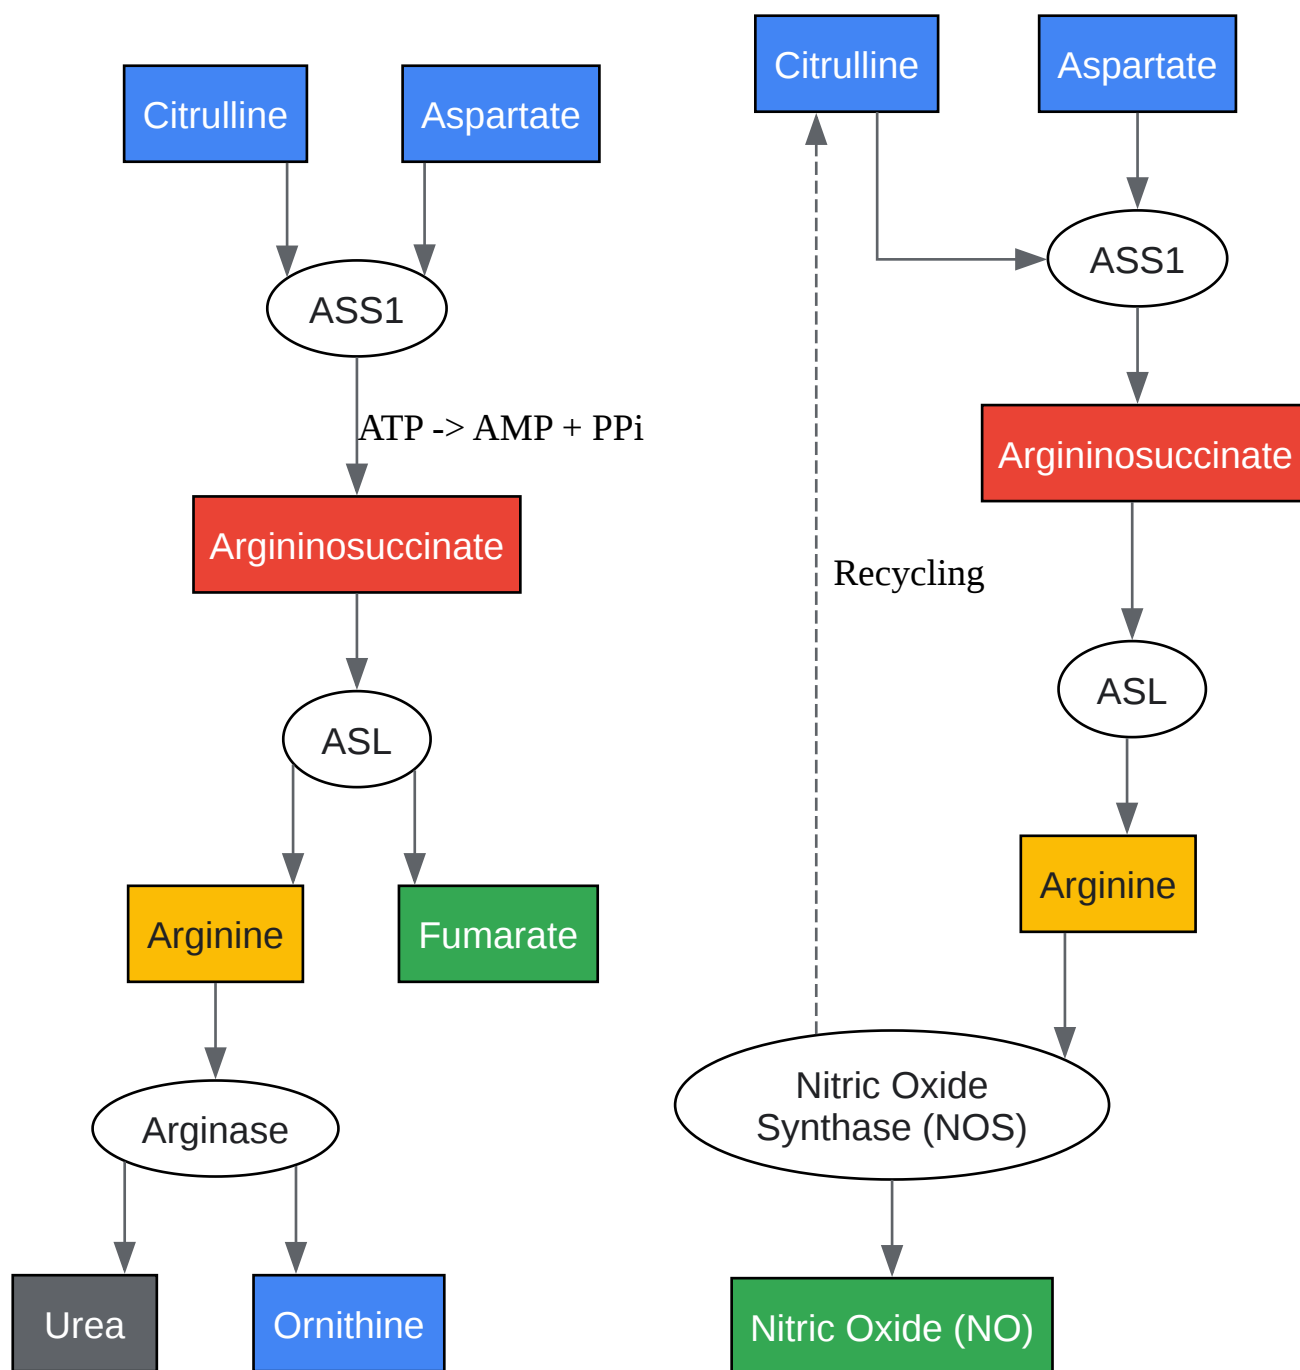 Citrulline
Aspartate
ASS1
ATP -> AMP + PPi
Argininosuccinate
ASL
Arginine
Fumarate
Arginase
Urea
Ornithine
Citrulline
Aspartate
ASS1
Argininosuccinate
Recycling
ASL
Arginine
Nitric Oxide
Synthase (NOS)
Nitric Oxide (NO)